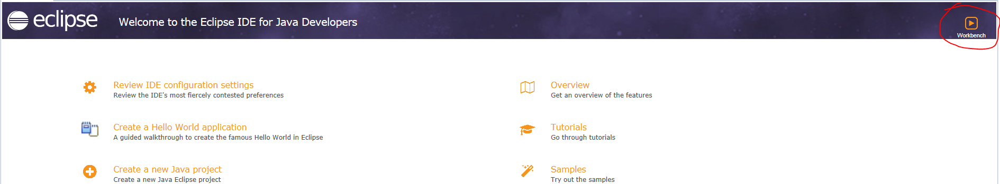 eclipse
Welcome to the Eclipse IDE for Java Developers
Workbench
Review IDE configuration settings
Review the IDE's most fiercely contested preferences
Overview
Get an overview of the features
Create a Hello World application
A guided walkthrough to create the famous Hello World in Eclipse
Tutorials
Go through tutorials
Create a new Java project
Create a new Java Eclipse project
Samples
Try out the samples